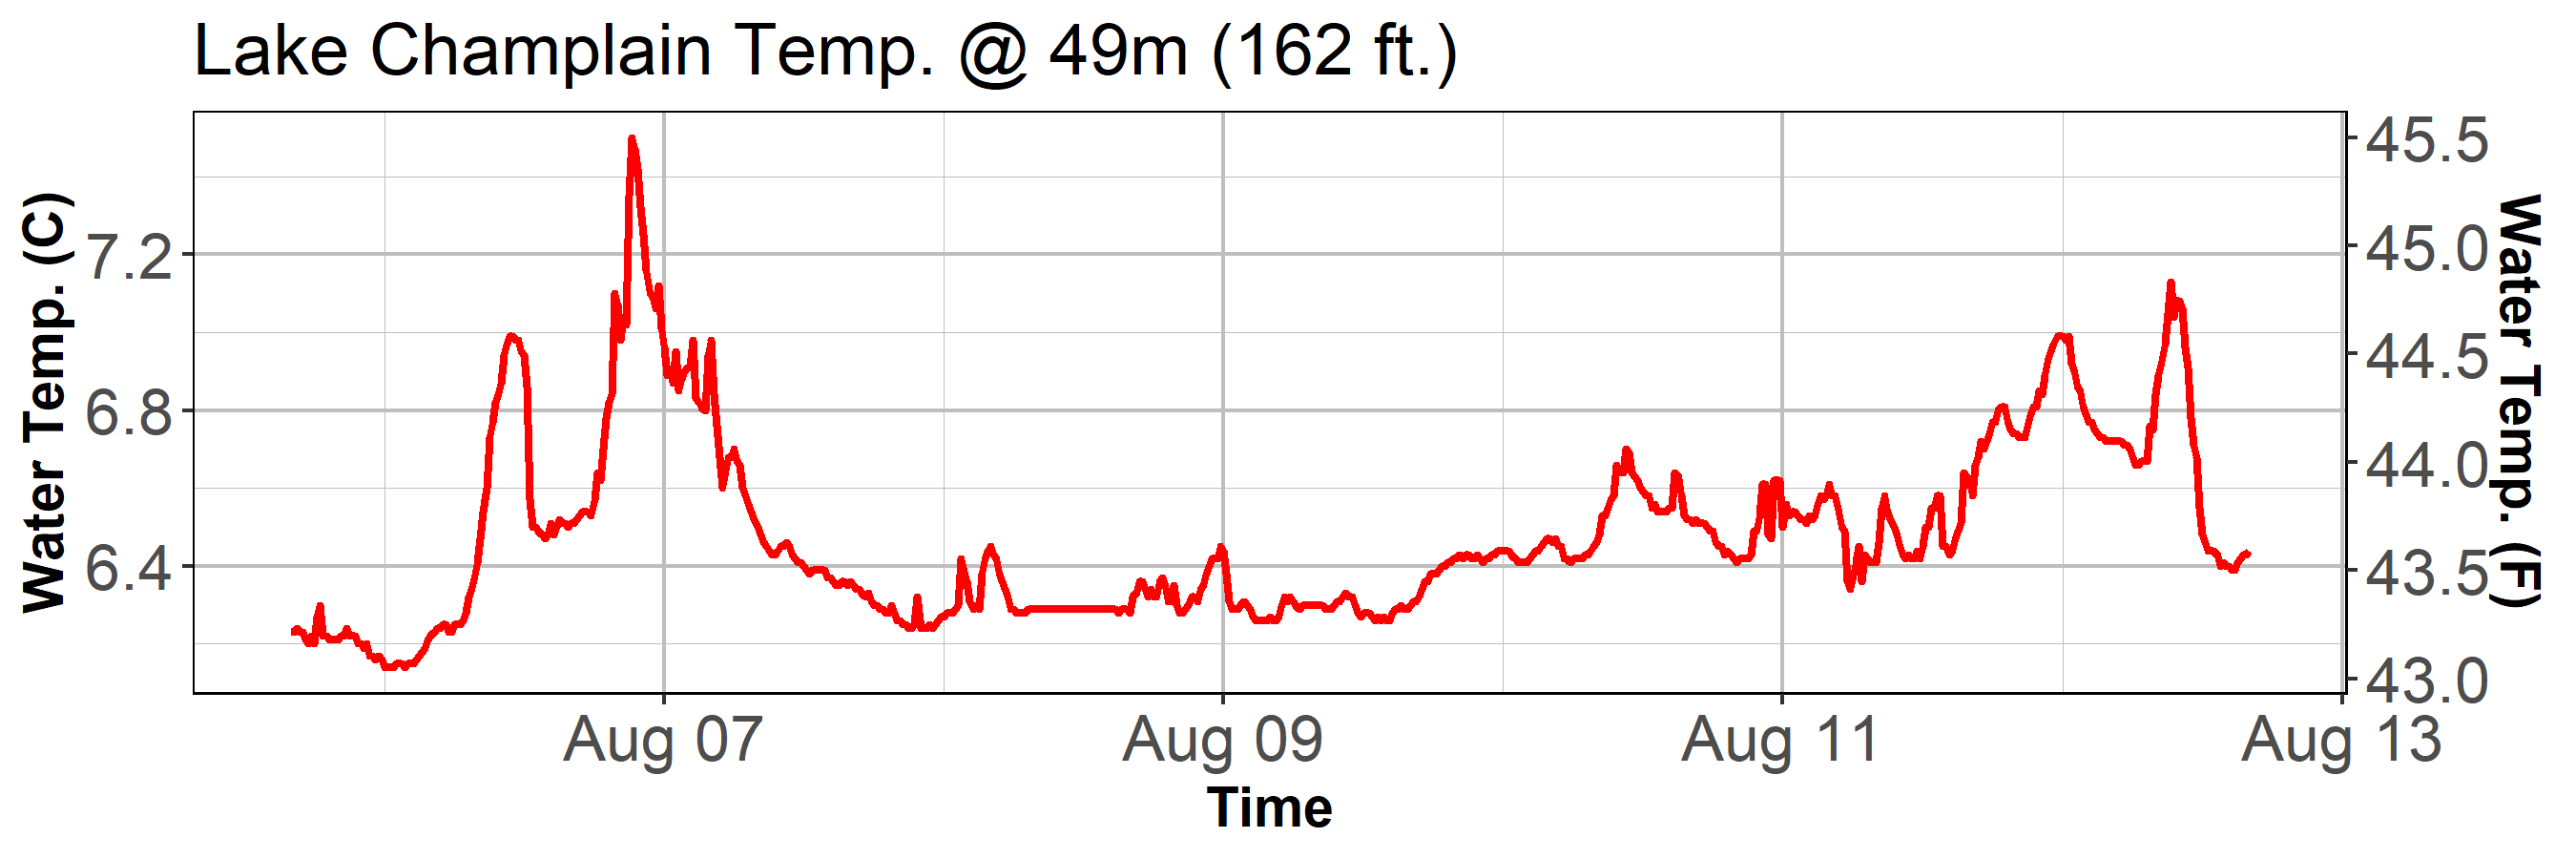 Lake Champlain Temp. @ 49m (162 ft.)
Water Temp. (C)
7.2
6.8
6.4
45.5
45.0
44.5
44.0
43.5
43.0
Water Temp. (F)
Aug 07 Aug 09 Aug 11 Aug 13
Time